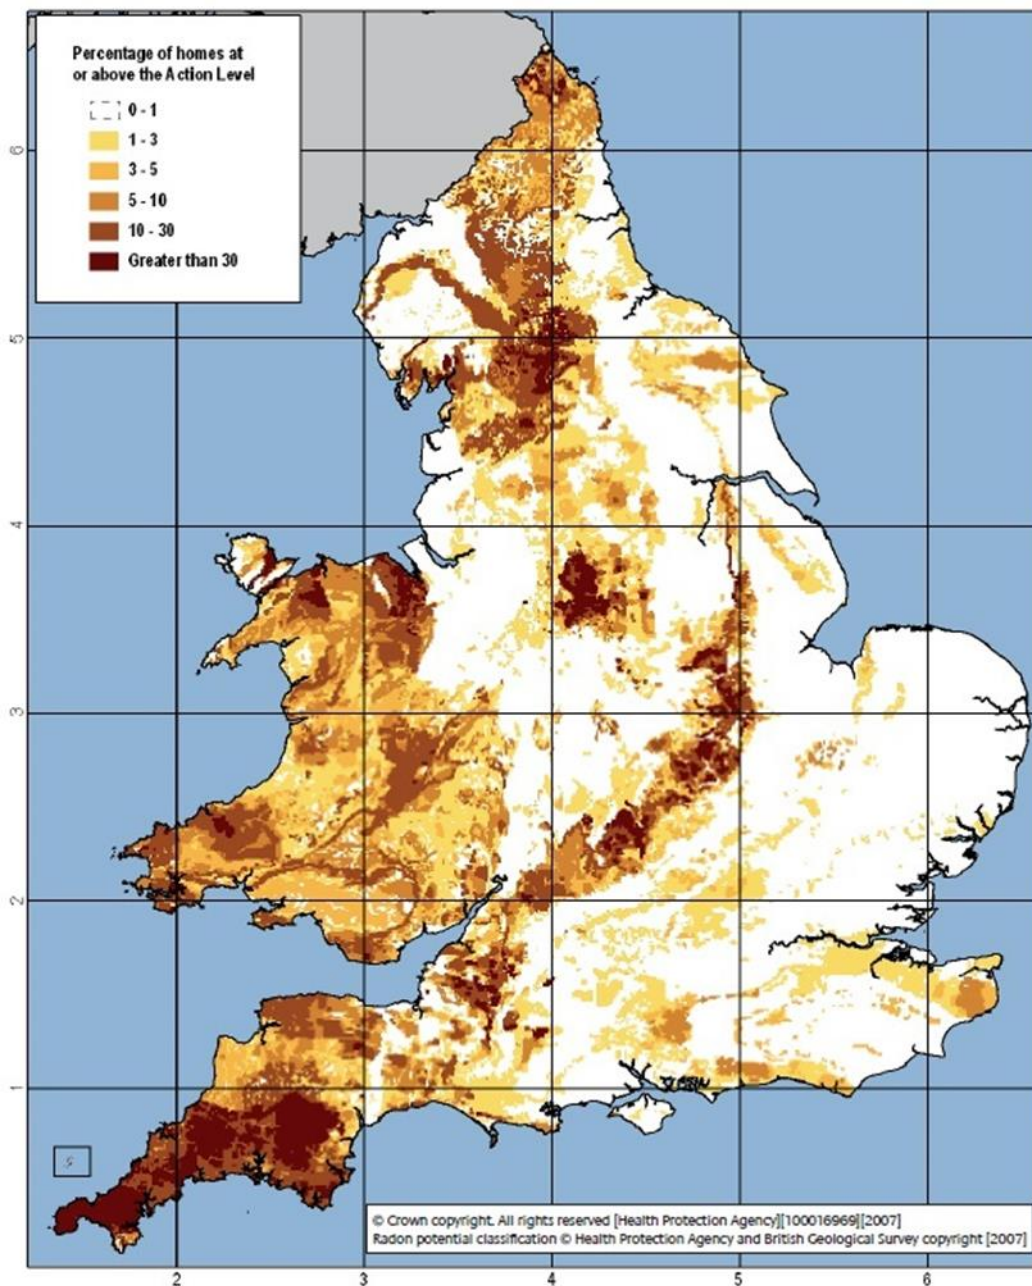 Percentage of homes at
or above the Action Level
0 - 1
1 - 3
3 - 5
5 - 10
10 - 30
Greater than 30
6
5
4
3
2
1
2 3 4 5 6
© Crown copyright. All rights reserved [Health Protection Agency][100016969][2007]
Radon potential classification © Health Protection Agency and British Geological Survey copyright [2007]